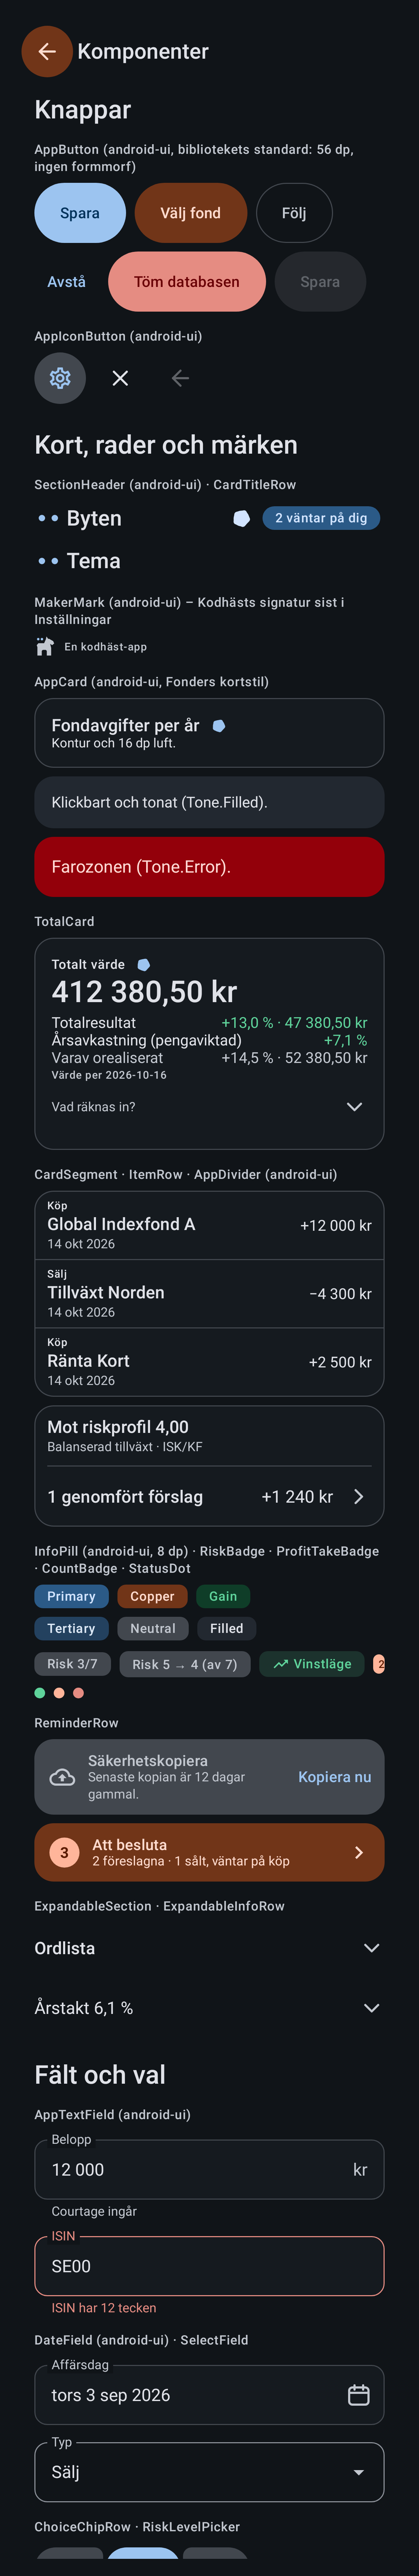 Komponenter
Knappar
AppButton (android-ui, bibliotekets standard: 56 dp,
ingen formmorf)
Spara
Välj fond
Följ
Avstå
Töm databasen
Spara
AppIconButton (android-ui)
Kort, rader och märken
SectionHeader (android-ui) · CardTitleRow
Byten
2 väntar på dig
Tema
MakerMark (android-ui) – Kodhästs signatur sist i
Inställningar
En kodhäst-app
AppCard (android-ui, Fonders kortstil)
Fondavgifter per år
Kontur och 16 dp luft.
Klickbart och tonat (Tone.Filled).
Farozonen (Tone.Error).
TotalCard
Totalt värde
412 380,50 kr
Totalresultat +13,0 % · 47 380,50 kr
Årsavkastning (pengaviktad) +7,1 %
Varav orealiserat +14,5 % · 52 380,50 kr
Värde per 2026-10-16
Vad räknas in?
CardSegment · ItemRow · AppDivider (android-ui)
Köp
Global Indexfond A +12 000 kr
14 okt 2026
Sälj
Tillväxt Norden −4 300 kr
14 okt 2026
Köp
Ränta Kort +2 500 kr
14 okt 2026
Mot riskprofil 4,00
Balanserad tillväxt · ISK/KF
1 genomfört förslag +1 240 kr
InfoPill (android-ui, 8 dp) · RiskBadge · ProfitTakeBadge
· CountBadge · StatusDot
Primary Copper Gain
Tertiary Neutral Filled
Risk 3/7 Risk 5 → 4 (av 7) Vinstläge 2
ReminderRow
Säkerhetskopiera
Senaste kopian är 12 dagar
gammal.
Kopiera nu
3
Att besluta
2 föreslagna · 1 sålt, väntar på köp
ExpandableSection · ExpandableInfoRow
Ordlista
Årstakt 6,1 %
Fält och val
AppTextField (android-ui)
Belopp
12 000 kr
Courtage ingår
ISIN
SE00
ISIN har 12 tecken
DateField (android-ui) · SelectField
Affärsdag
tors 3 sep 2026
Typ
Sälj
ChoiceChipRow · RiskLevelPicker